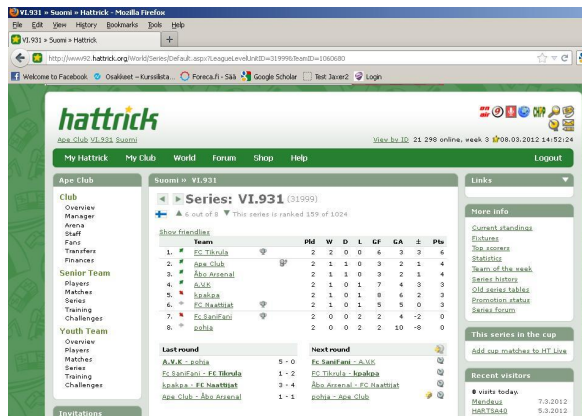 VI.931 » Suomi » Hattrick - Mozilla Firefox
File Edit View History Bookmarks Tools Help
VI.931 » Suomi » Hattrick +
http://www92.hattrick.org/World/Series/Default.aspx?LeagueLevelUnitID=31999&TeamID=1060680
Welcome to Facebook Osakkeet – Kurssilista... Foreca.fi - Sää Google Scholar Test Jaxer2 Login
hattrick
Ape Club VI.931 Suomi
View by ID 21 298 online, week 3 08.03.2012 14:52:24
My Hattrick My Club World Forum Shop Help Logout
Ape Club
Club
Overview
Manager
Arena
Staff
Fans
Transfers
Finances
Senior Team
Players
Matches
Series
Training
Challenges
Youth Team
Overview
Players
Matches
Series
Training
Challenges
Invitations
Suomi » VI.931
Series: VI.931 (31999)
6 out of 8 This series is ranked 159 of 1024
Show friendlies
Team Pld W D L GF GA ± Pts
1. FC Tikrula 2 2 0 0 6 3 3 6
2. Ape Club 2 1 1 0 3 2 1 4
3. Åbo Arsenal 2 1 1 0 3 2 1 4
4. A.V.K 2 1 0 1 7 4 3 3
5. kpakpa 2 1 0 1 8 6 2 3
6. FC Naattijat 2 1 0 1 5 5 0 3
7. Fc SaniFani 2 0 0 2 2 4 -2 0
8. pohja 2 0 0 2 2 10 -8 0
Last round
A.V.K - pohja 5 - 0
Fc SaniFani - FC Tikrula 1 - 2
kpakpa - FC Naattijat 3 - 4
Ape Club - Åbo Arsenal 1 - 1
Next round
Fc SaniFani - A.V.K
FC Tikrula - kpakpa
Åbo Arsenal - FC Naattijat
pohja - Ape Club
Links
More info
Current standings
Fixtures
Top scorers
Statistics
Team of the week
Series history
Old series tables
Promotion status
Series forum
This series in the cup
Add cup matches to HT Live
Recent visitors
0 visits today.
Mendeus 7.3.2012
HARTSA40 5.3.2012